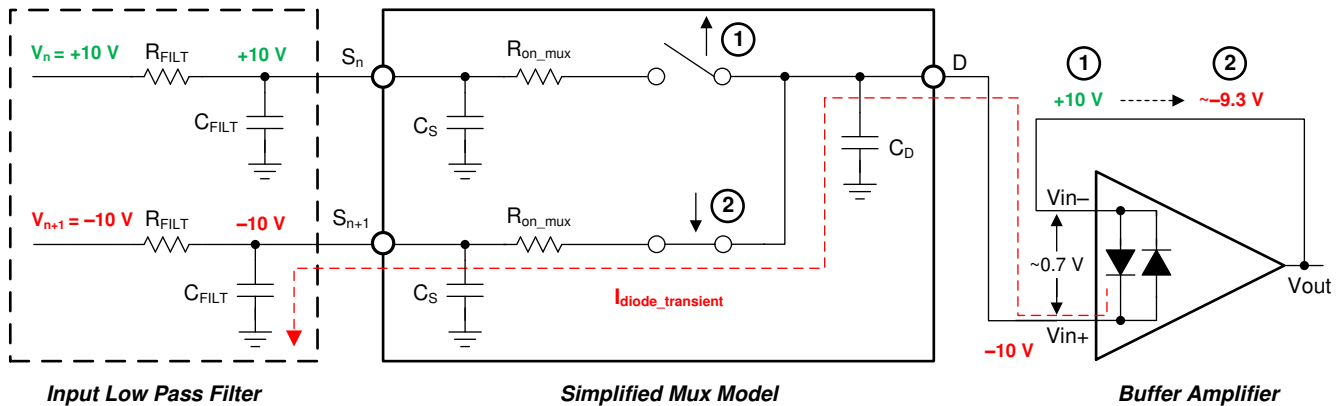 Vn = +10 V
RFILT
+10 V
CFILT
Sn
Ron_mux
1
CS
D
CD
Vn+1 = –10 V
RFILT
–10 V
CFILT
Sn+1
Ron_mux
2
CS
Idiode_transient
1
2
+10 V
~–9.3 V
Vin–
~0.7 V
Vin+
–10 V
Vout
Input Low Pass Filter
Simplified Mux Model
Buffer Amplifier